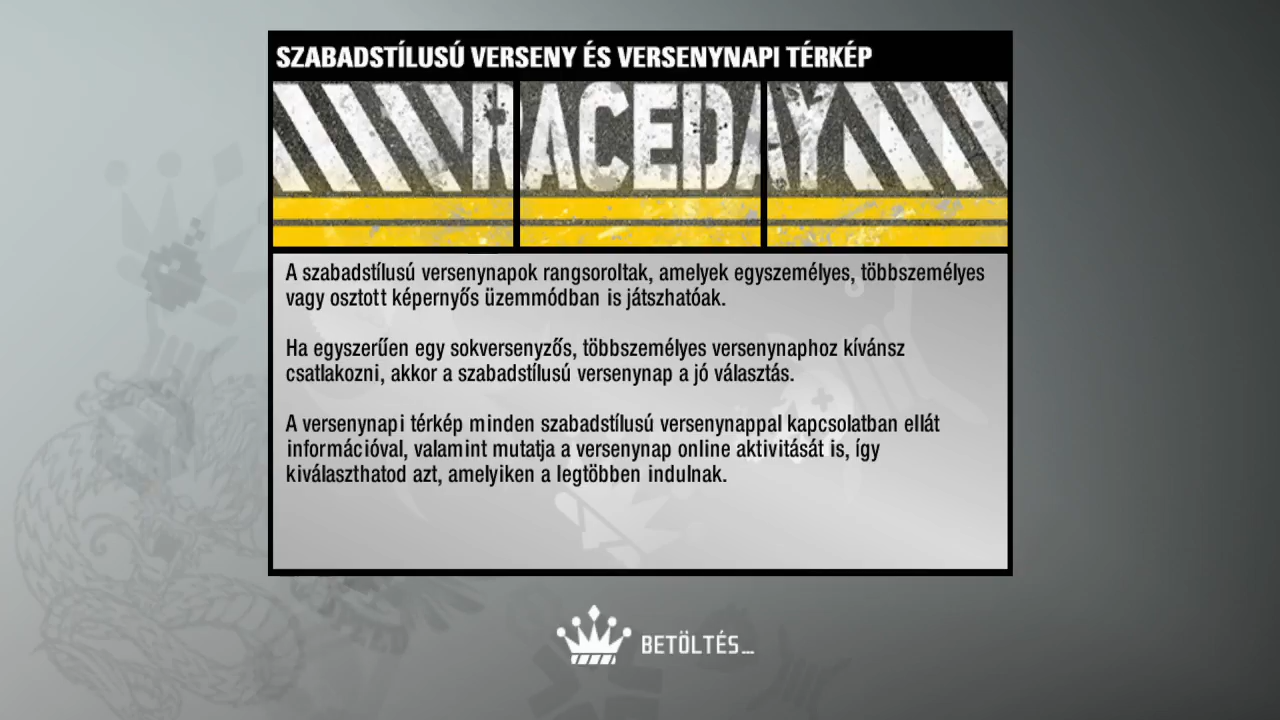 SZABADSTÍLUSÚ VERSENY ÉS VERSENYNAPI TÉRKÉP
RACEDAY
A szabadstílusú versenynapok rangsoroltak, amelyek egyszemélyes, többszemélyes
vagy osztott képernyős üzemmódban is játszhatóak.
Ha egyszerűen egy sokversenyzős, többszemélyes versenynaphoz kívánsz
csatlakozni, akkor a szabadstílusú versenynap a jó választás.
A versenynapi térkép minden szabadstílusú versenynappal kapcsolatban ellát
információval, valamint mutatja a versenynap online aktivitását is, így
kiválaszthatod azt, amelyiken a legtöbben indulnak.
BETÖLTÉS...